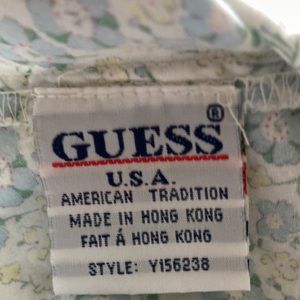 GUESS®
U.S.A.
AMERICAN TRADITION
MADE IN HONG KONG
FAIT Á HONG KONG
STYLE: Y156238